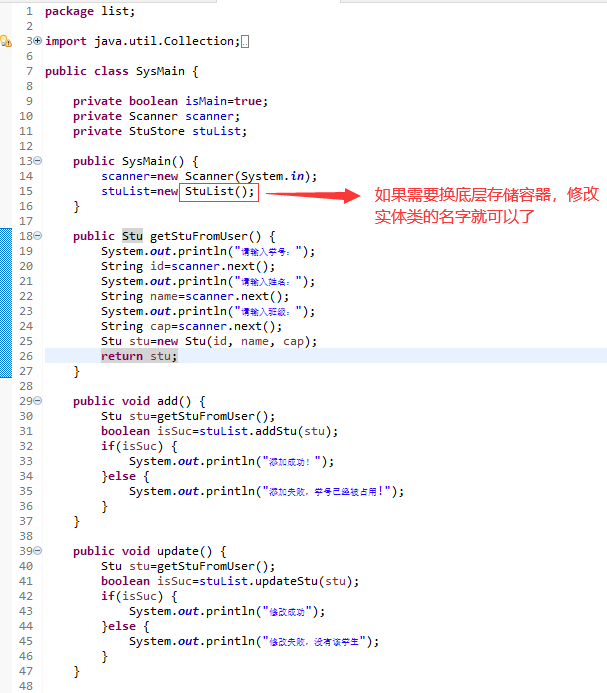 1 package list;
2
3 import java.util.Collection;
6
7 public class SysMain {
8
9 private boolean isMain=true;
10 private Scanner scanner;
11 private StuStore stuList;
12
13 public SysMain() {
14 scanner=new Scanner(System.in);
15 stuList=new StuList();
如果需要换底层存储容器，修改
实体类的名字就可以了
16 }
17
18 public Stu getStuFromUser() {
19 System.out.println("请输入学号：");
20 String id=scanner.next();
21 System.out.println("请输入姓名：");
22 String name=scanner.next();
23 System.out.println("请输入班级：");
24 String cap=scanner.next();
25 Stu stu=new Stu(id, name, cap);
26 return stu;
27 }
28
29 public void add() {
30 Stu stu=getStuFromUser();
31 boolean isSuc=stuList.addStu(stu);
32 if(isSuc) {
33 System.out.println("添加成功！");
34 }else {
35 System.out.println("添加失败，学号已经被占用!");
36 }
37 }
38
39 public void update() {
40 Stu stu=getStuFromUser();
41 boolean isSuc=stuList.updateStu(stu);
42 if(isSuc) {
43 System.out.println("修改成功");
44 }else {
45 System.out.println("修改失败，没有该学生");
46 }
47 }
48